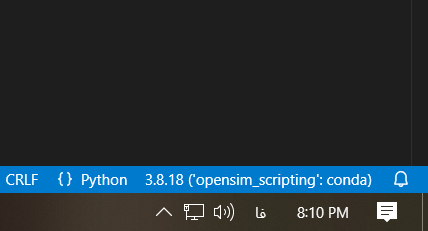 CRLF {} Python 3.8.18 ('opensim_scripting': conda)
فا 8:10 PM